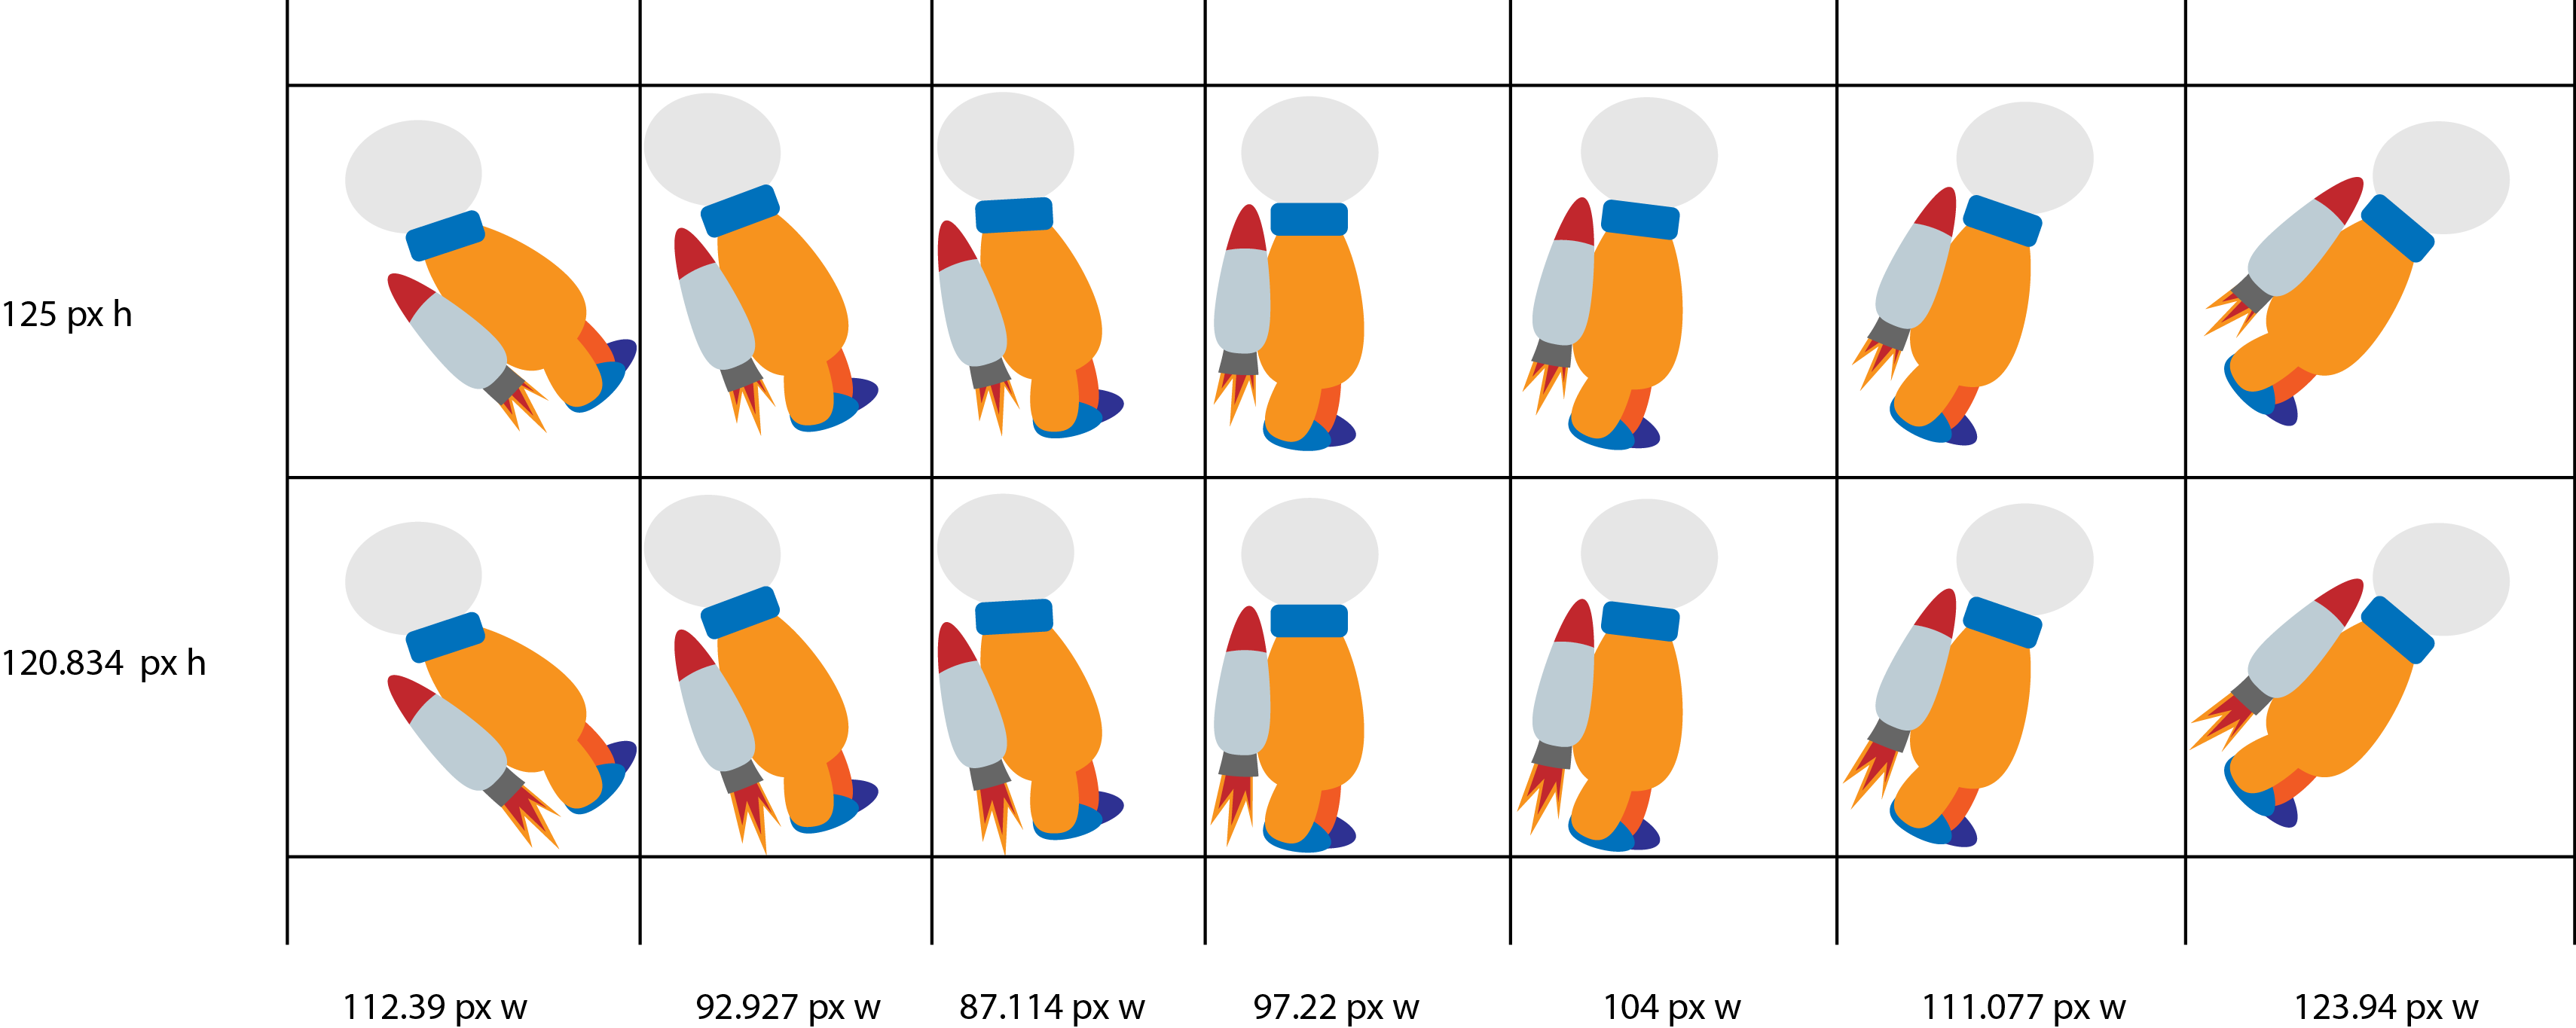 125 px h
120.834  px h
112.39 px w
92.927 px w
87.114 px w
97.22 px w
104 px w
111.077 px w
123.94 px w